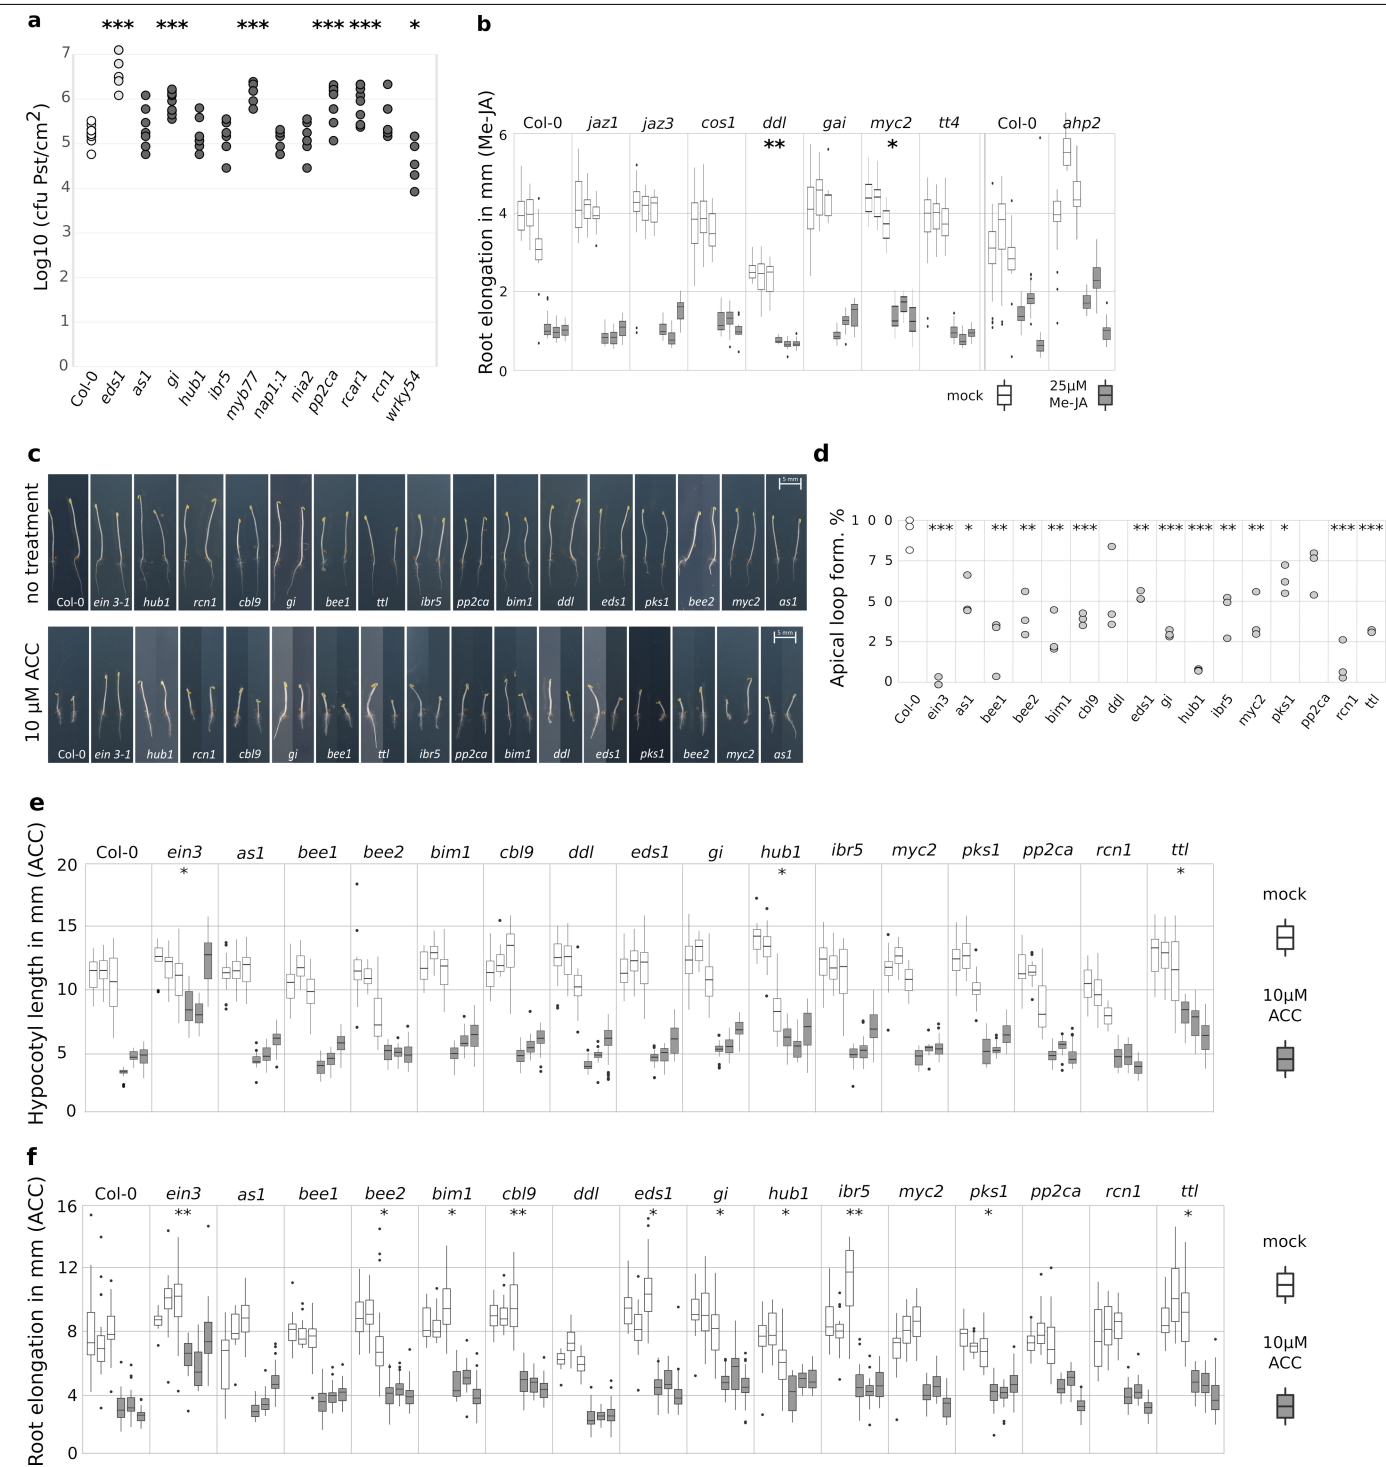 a
*** *** *** *** *** *
Log10 (cfu Pst/cm2)
7
6
5
4
3
2
1
0
Col-0 eds1 as1 gi hub1 ibr5 myb77 nap1;1 nia2 pp2ca rcar1 rcn1 wrky54
b
Root elongation in mm (Me-JA)
Col-0 jaz1 jaz3 cos1 ddl gai myc2 tt4 Col-0 ahp2
** *
6
4
2
0
mock
25μM
Me-JA
c
no treatment
5 mm
Col-0 ein 3-1 hub1 rcn1 cbl9 gi bee1 ttl ibr5 pp2ca bim1 ddl eds1 pks1 bee2 myc2 as1
10 μM ACC
5 mm
Col-0 ein 3-1 hub1 rcn1 cbl9 gi bee1 ttl ibr5 pp2ca bim1 ddl eds1 pks1 bee2 myc2 as1
d
Apical loop form. %
100
75
50
25
0
*** * ** ** ** *** ** *** *** ** ** * *** ***
Col-0 ein3 as1 bee1 bee2 bim1 cbl9 ddl eds1 gi hub1 ibr5 myc2 pks1 pp2ca rcn1 ttl
e
Hypocotyl length in mm (ACC)
Col-0 ein3 as1 bee1 bee2 bim1 cbl9 ddl eds1 gi hub1 ibr5 myc2 pks1 pp2ca rcn1 ttl
* * *
20
15
10
5
0
mock
10μM
ACC
f
Root elongation in mm (ACC)
Col-0 ein3 as1 bee1 bee2 bim1 cbl9 ddl eds1 gi hub1 ibr5 myc2 pks1 pp2ca rcn1 ttl
** * * ** * * * ** * *
16
12
8
4
0
mock
10μM
ACC